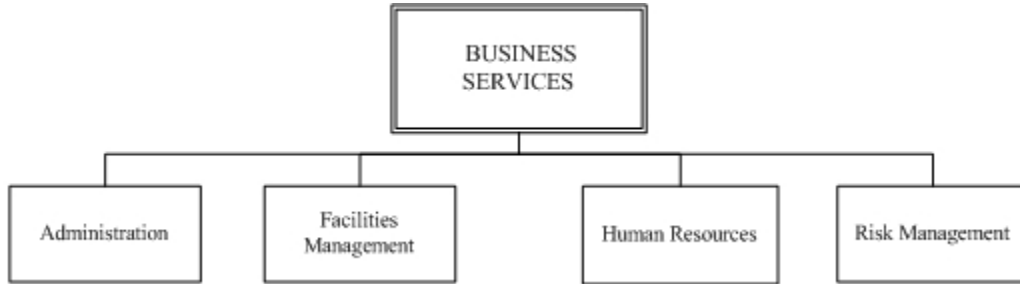 BUSINESS
SERVICES
Administration
Facilities
Management
Human Resources
Risk Management